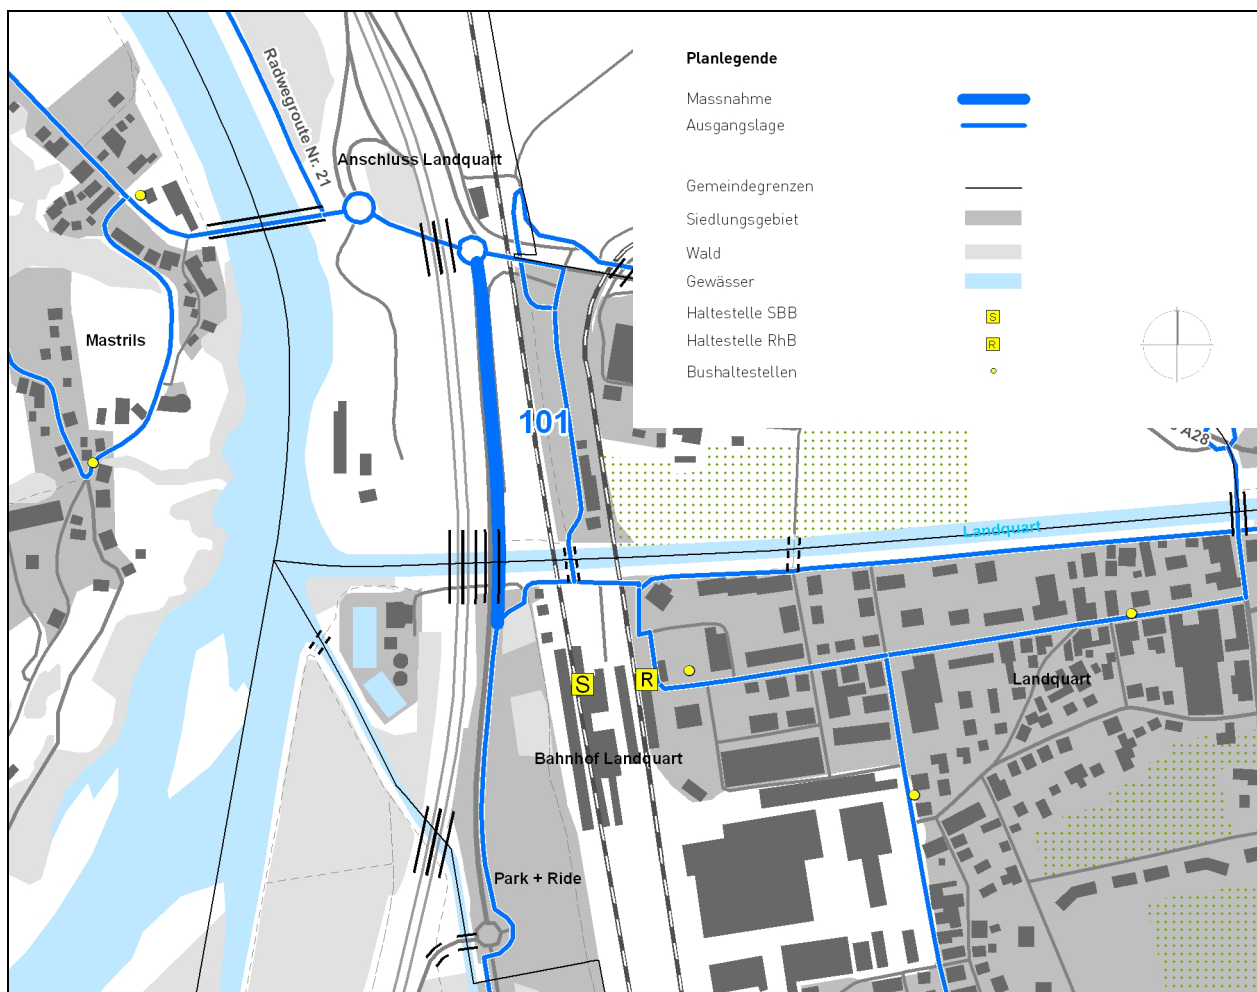 Planlegende
Massnahme
Ausgangslage
Gemeindegrenzen
Siedlungsgebiet
Wald
Gewässer
Haltestelle SBB
S
Haltestelle RhB
R
Bushaltestellen
Radwegroute Nr. 21
Anschluss Landquart
Mastrils
101
A28
Landquart
S
R
Landquart
Bahnhof Landquart
Park + Ride